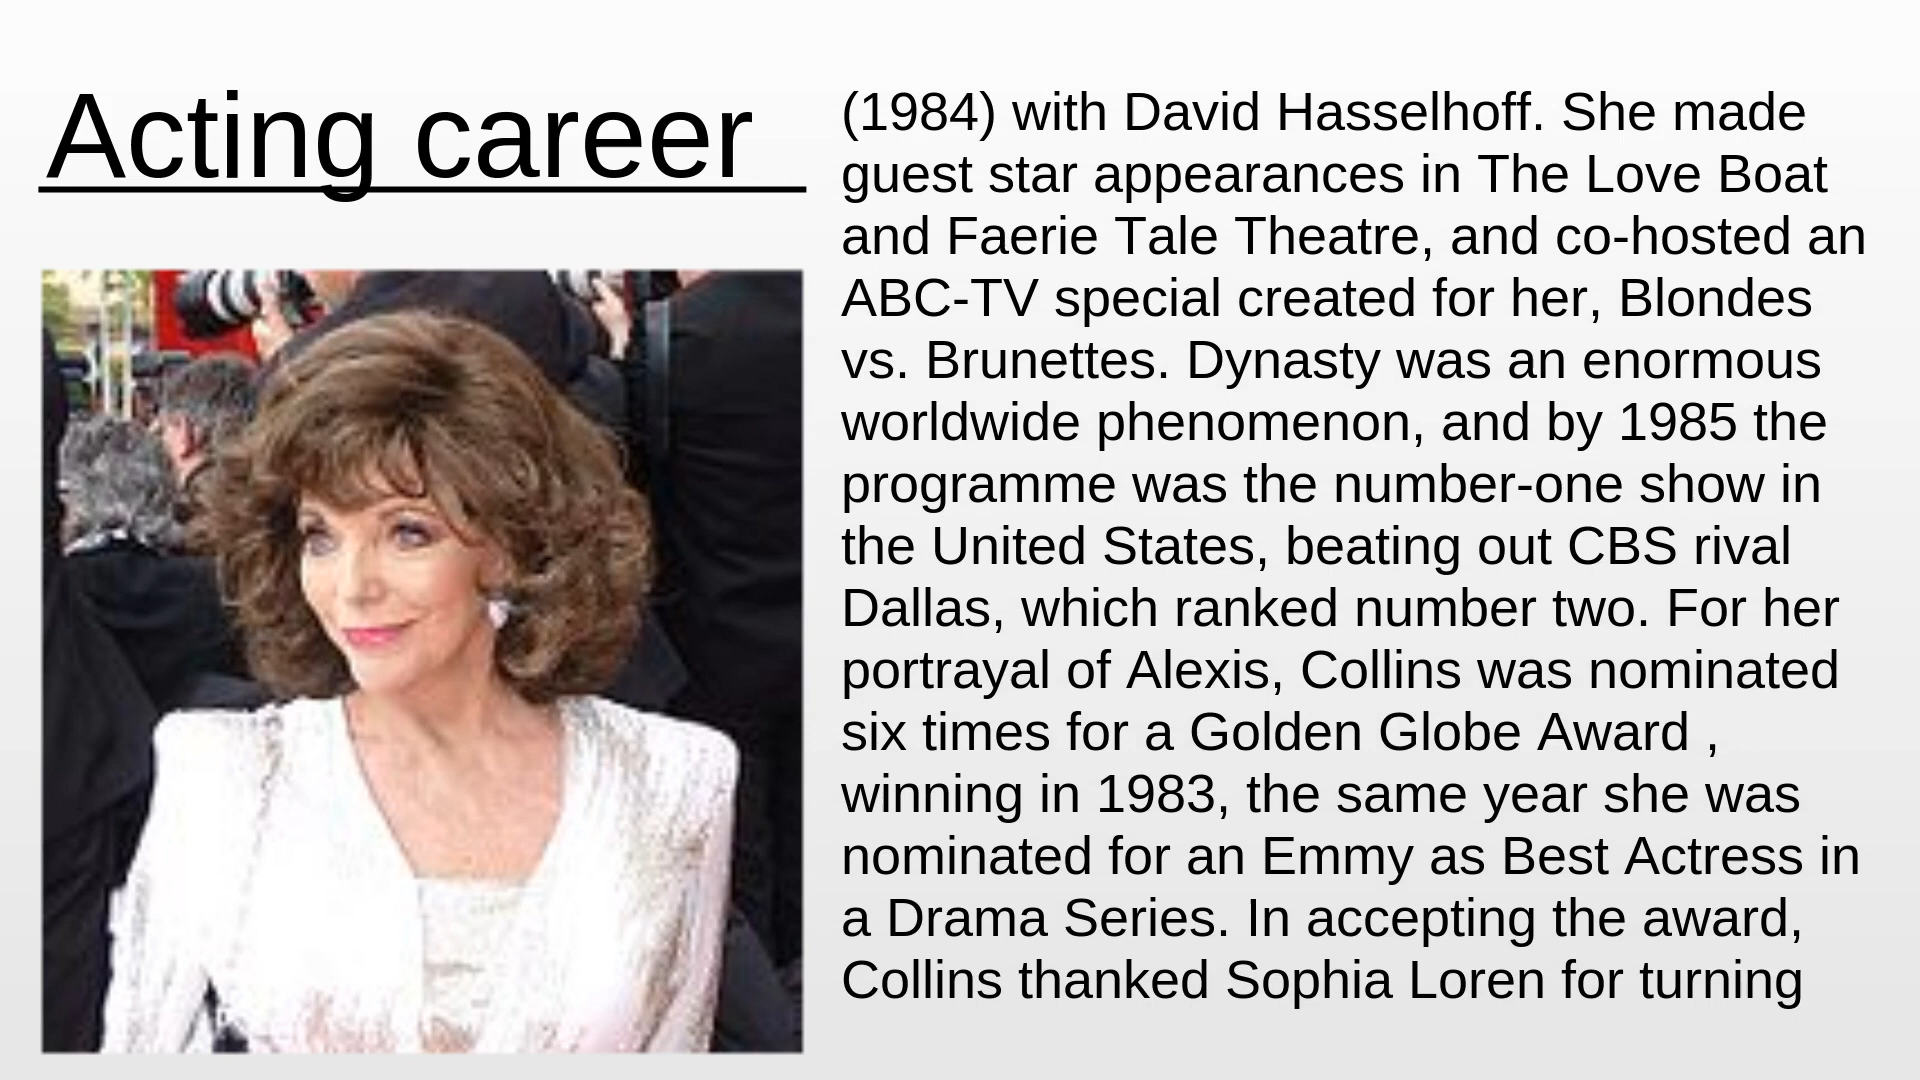 Acting career
(1984) with David Hasselhoff. She made
guest star appearances in The Love Boat
and Faerie Tale Theatre, and co-hosted an
ABC-TV special created for her, Blondes
vs. Brunettes. Dynasty was an enormous
worldwide phenomenon, and by 1985 the
programme was the number-one show in
the United States, beating out CBS rival
Dallas, which ranked number two. For her
portrayal of Alexis, Collins was nominated
six times for a Golden Globe Award ,
winning in 1983, the same year she was
nominated for an Emmy as Best Actress in
a Drama Series. In accepting the award,
Collins thanked Sophia Loren for turning